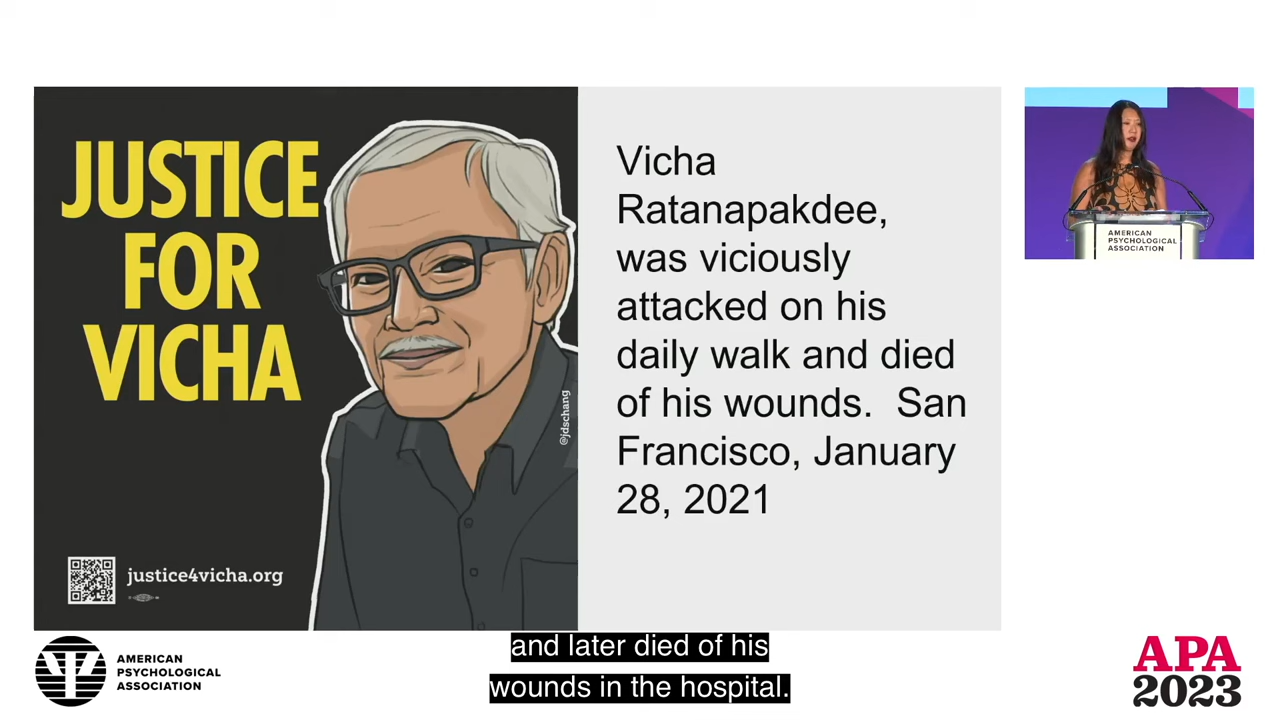 JUSTICE
FOR
VICHA
@jdschang
justice4vicha.org
Vicha
Ratanapakdee,
was viciously
attacked on his
daily walk and died
of his wounds.  San
Francisco, January
28, 2021
AMERICAN
PSYCHOLOGICAL
ASSOCIATION
and later died of his
wounds in the hospital.
AMERICAN
PSYCHOLOGICAL
ASSOCIATION
APA
2023